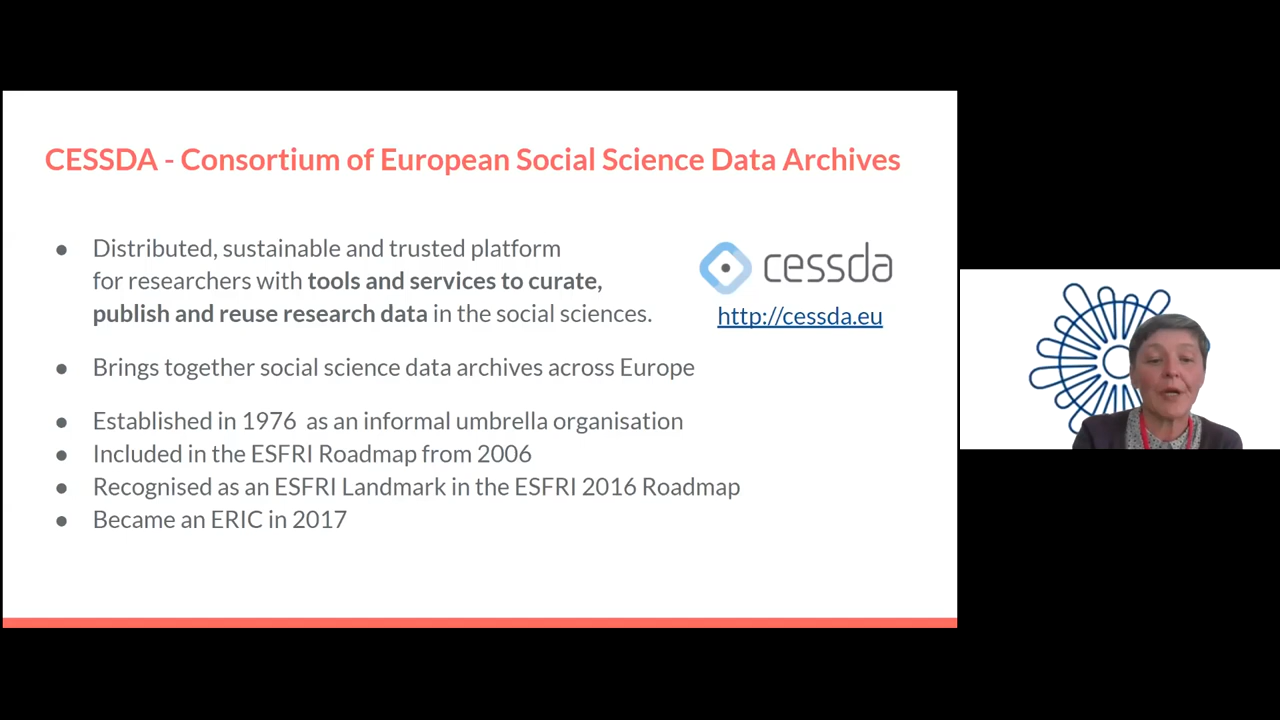 CESSDA - Consortium of European Social Science Data Archives
● Distributed, sustainable and trusted platform
for researchers with tools and services to curate,
publish and reuse research data in the social sciences.
cessda
http://cessda.eu
● Brings together social science data archives across Europe
● Established in 1976 as an informal umbrella organisation
● Included in the ESFRI Roadmap from 2006
● Recognised as an ESFRI Landmark in the ESFRI 2016 Roadmap
● Became an ERIC in 2017